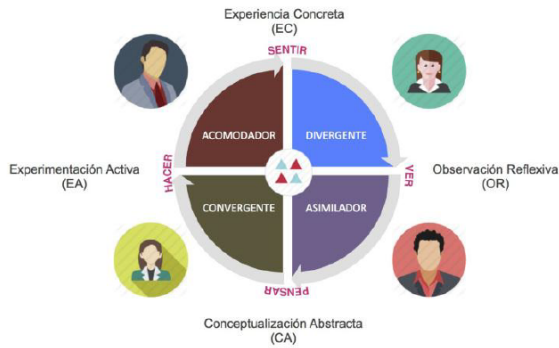 Experiencia Concreta
(EC)
SENTIR
ACOMODADOR
DIVERGENTE
Experimentación Activa
(EA)
HACER
VER
Observación Reflexiva
(OR)
CONVERGENTE
ASIMILADOR
PENSAR
Conceptualización Abstracta
(CA)